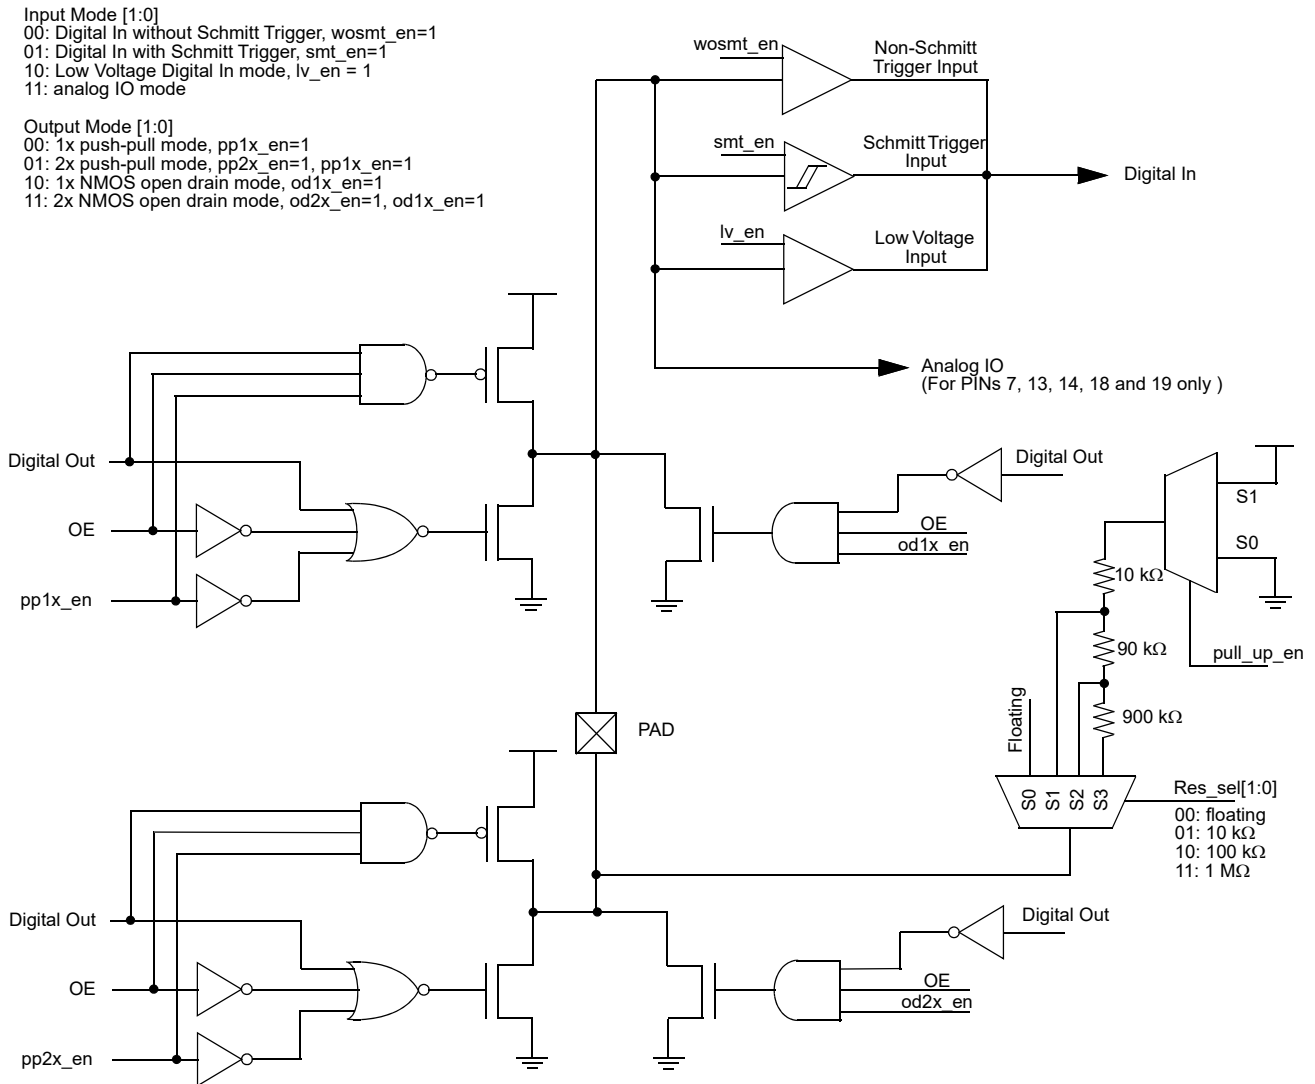 Input Mode [1:0]
00: Digital In without Schmitt Trigger, wosmt_en=1
01: Digital In with Schmitt Trigger, smt_en=1
10: Low Voltage Digital In mode, lv_en = 1
11: analog IO mode
Output Mode [1:0]
00: 1x push-pull mode, pp1x_en=1
01: 2x push-pull mode, pp2x_en=1, pp1x_en=1
10: 1x NMOS open drain mode, od1x_en=1
11: 2x NMOS open drain mode, od2x_en=1, od1x_en=1
wosmt_en
Non-Schmitt
Trigger Input
smt_en
Schmitt Trigger
Input
Digital In
lv_en
Low Voltage
Input
Analog IO
(For PINs 7, 13, 14, 18 and 19 only )
Digital Out
OE
pp1x_en
Digital Out
OE
od1x_en
S1
S0
10 kΩ
90 kΩ
pull_up_en
900 kΩ
Floating
PAD
S0
S1
S2
S3
Res_sel[1:0]
00: floating
01: 10 kΩ
10: 100 kΩ
11: 1 MΩ
Digital Out
OE
pp2x_en
Digital Out
OE
od2x_en